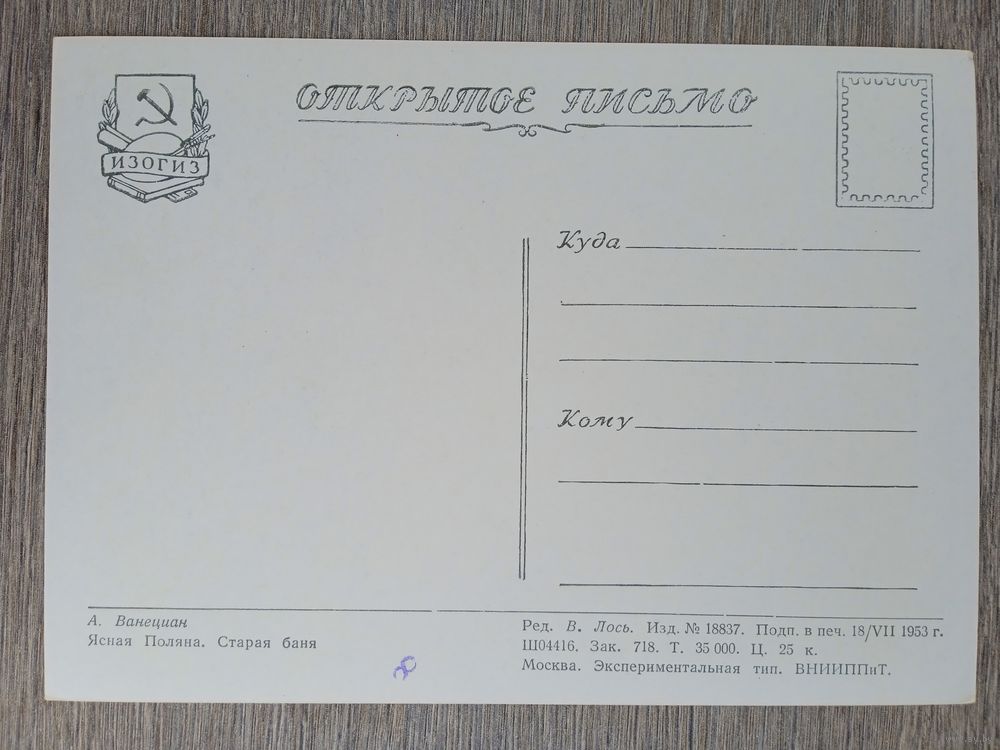 ОТКРЫТОЕ ПИСЬМО
ИЗОГИЗ
Куда
Кому
А. Ванециан
Ясная Поляна. Старая баня
Ред. В. Лось. Изд. № 18837. Подп. в печ. 18/VII 1953 г.
Ш04416. Зак. 718. Т. 35 000. Ц. 25 к.
Москва. Экспериментальная тип. ВНИИППиТ.